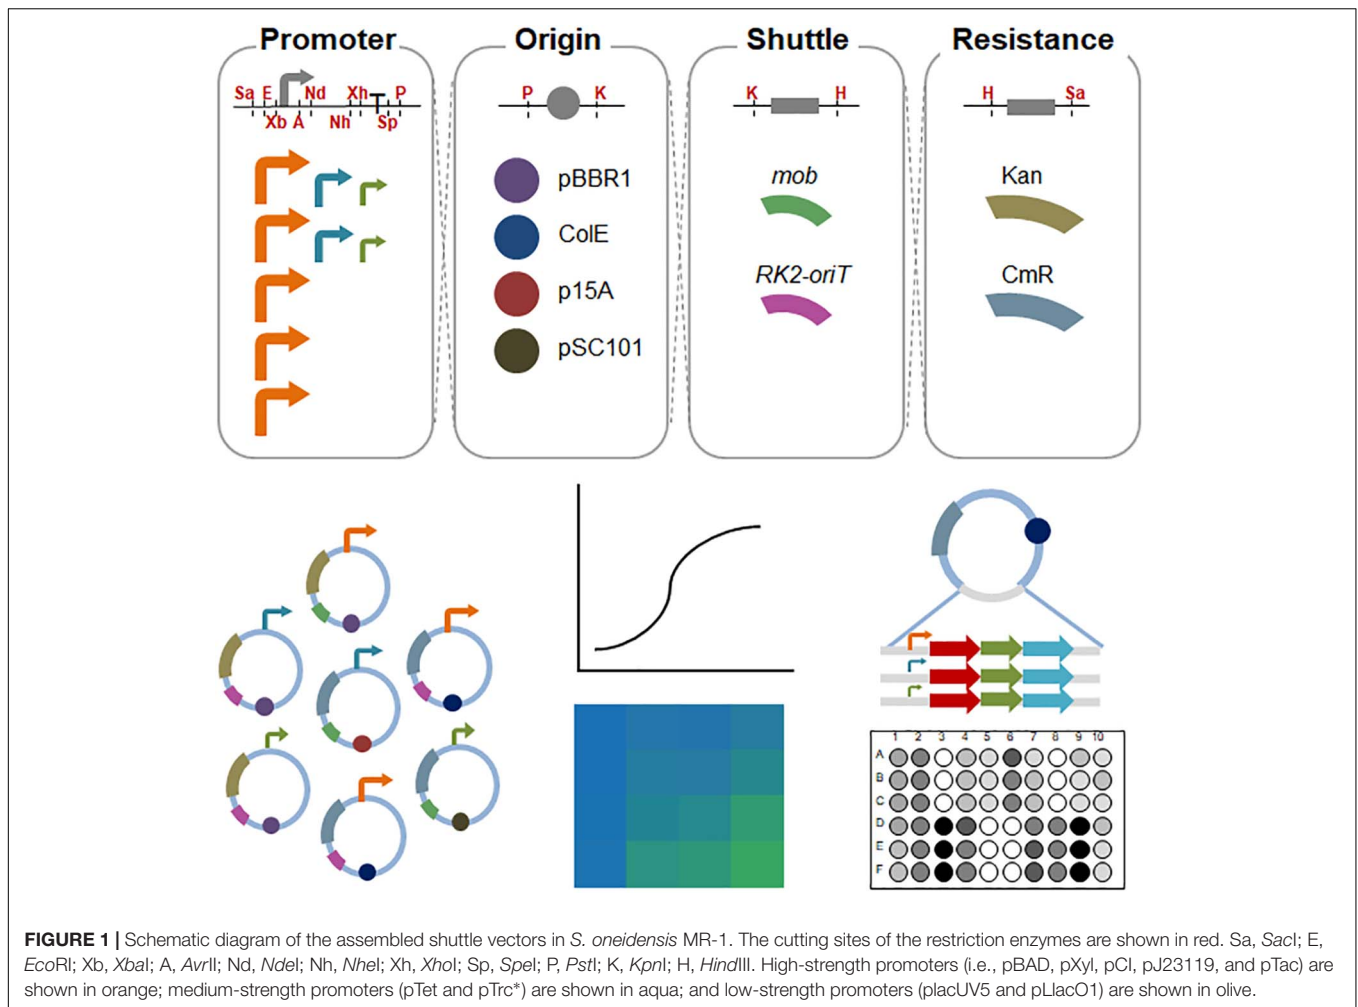 Promoter Origin Shuttle Resistance
Sa E Nd Xh P
Xb A Nh Sp
P K
K H
H Sa
pBBR1
ColE
p15A
pSC101
mob
RK2-oriT
Kan
CmR
1 2 3 4 5 6 7 8 9 10
A
B
C
D
E
F
FIGURE 1 | Schematic diagram of the assembled shuttle vectors in S. oneidensis MR-1. The cutting sites of the restriction enzymes are shown in red. Sa, SacI; E,
EcoRI; Xb, XbaI; A, AvrII; Nd, NdeI; Nh, NheI; Xh, XhoI; Sp, SpeI; P, PstI; K, KpnI; H, HindIII. High-strength promoters (i.e., pBAD, pXyl, pCI, pJ23119, and pTac) are
shown in orange; medium-strength promoters (pTet and pTrc*) are shown in aqua; and low-strength promoters (placUV5 and pLlacO1) are shown in olive.